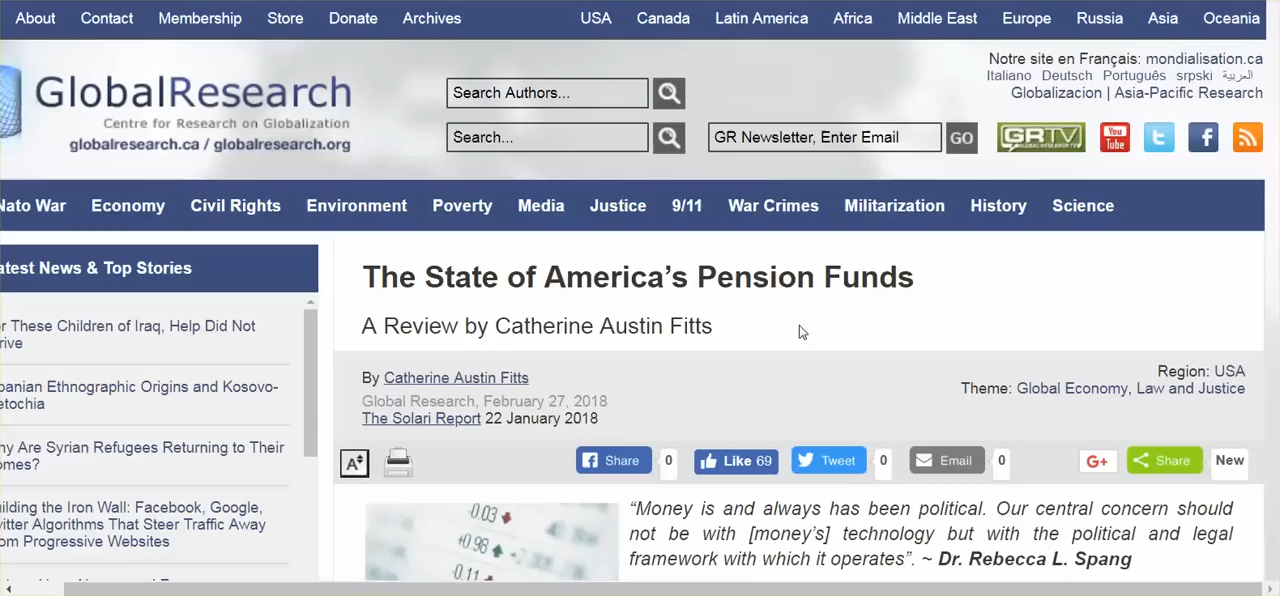 About Contact Membership Store Donate Archives USA Canada Latin America Africa Middle East Europe Russia Asia Oceania
Notre site en Français: mondialisation.ca
Italiano Deutsch Português srpski العربية
Globalizacion | Asia-Pacific Research
GlobalResearch
Centre for Research on Globalization
globalresearch.ca / globalresearch.org
Search Authors...
Search...
GR Newsletter, Enter Email GO
GRTV
GLOBAL RESEARCH TV
You
Tube
Nato War Economy Civil Rights Environment Poverty Media Justice 9/11 War Crimes Militarization History Science
atest News & Top Stories
r These Children of Iraq, Help Did Not
rive
banian Ethnographic Origins and Kosovo-
etochia
hy Are Syrian Refugees Returning to Their
omes?
ilding the Iron Wall: Facebook, Google,
itter Algorithms That Steer Traffic Away
om Progressive Websites
The State of America's Pension Funds
A Review by Catherine Austin Fitts
By Catherine Austin Fitts
Global Research, February 27, 2018
The Solari Report 22 January 2018
Region: USA
Theme: Global Economy, Law and Justice
A Share 0 Like 69 Tweet 0 Email 0 G+ Share New
-0.03
+0.98
-0.11
“Money is and always has been political. Our central concern should
not be with [money’s] technology but with the political and legal
framework with which it operates”. ~ Dr. Rebecca L. Spang